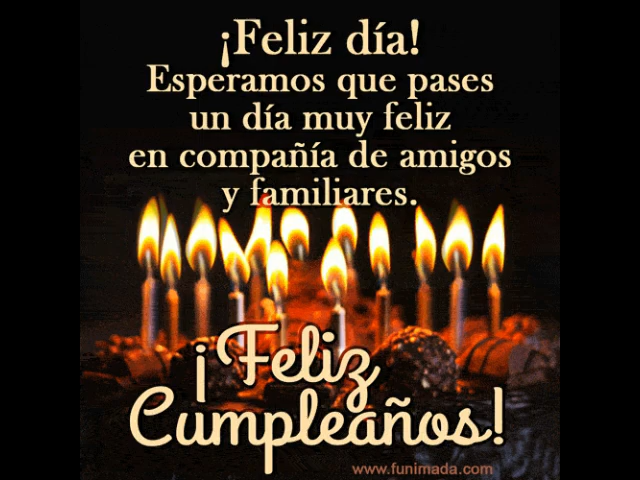 ¡Feliz día!
Esperamos que pases
un día muy feliz
en compañía de amigos
y familiares.
¡Feliz
Cumpleaños!
www.funimada.com